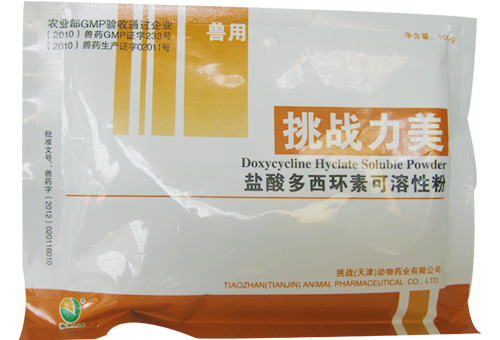 农业部GMP验收通过企业
（2010）兽药GMP证字233号
（2010）兽药生产证字02011号
兽用
净含量：100g
挑战力美
Doxycycline Hyclate Soluble Powder
盐酸多西环素可溶性粉
批准文号：兽药字（2012）020116010
挑战(天津)动物药业有限公司
TIAOZHAN(TIANJIN) ANIMAL PHARMACEUTICAL CO., LTD.